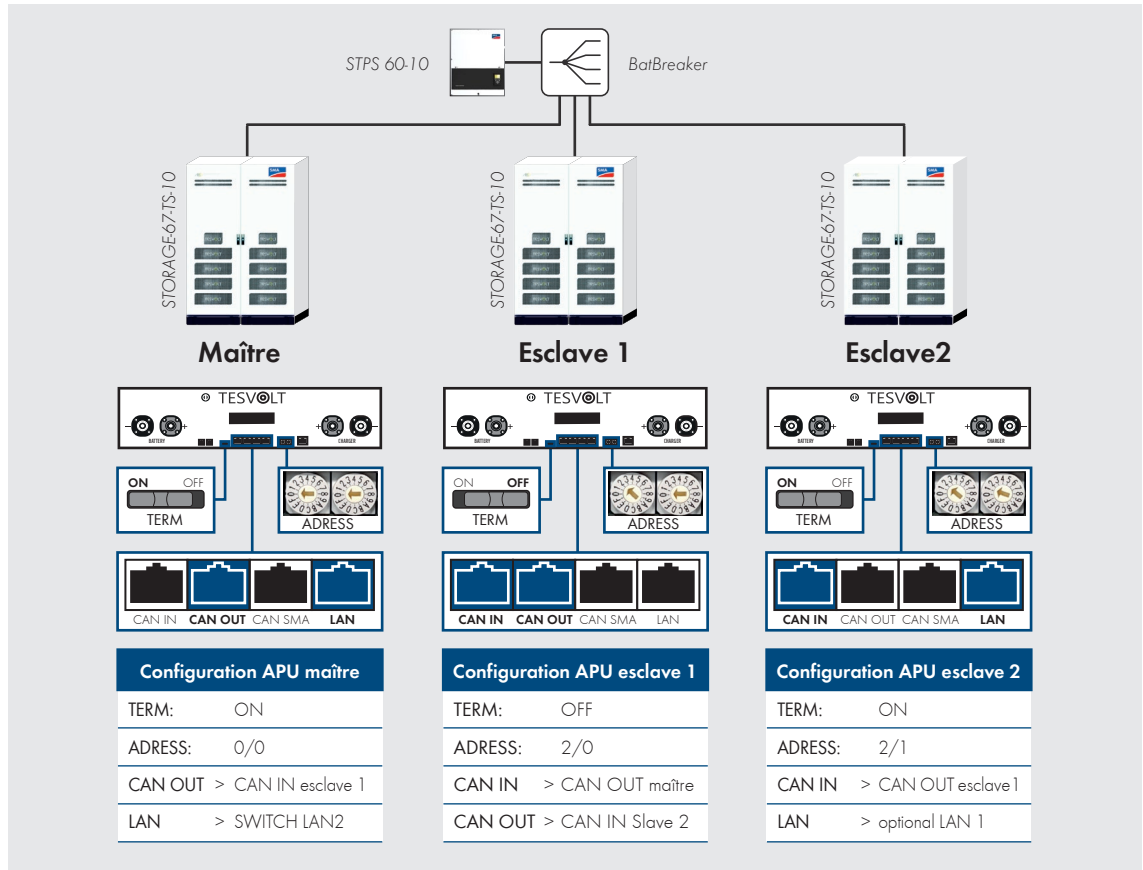 STPS 60-10
BatBreaker
STORAGE-67-TS-10
STORAGE-67-TS-10
STORAGE-67-TS-10
Maître
Esclave 1
Esclave2
TESVOLT
BATTERY
CHARGER
ON OFF
TERM
ADRESS
CAN IN CAN OUT CAN SMA LAN
TESVOLT
BATTERY
CHARGER
ON OFF
TERM
ADRESS
CAN IN CAN OUT CAN SMA LAN
TESVOLT
BATTERY
CHARGER
ON OFF
TERM
ADRESS
CAN IN CAN OUT CAN SMA LAN
Configuration APU maître
TERM: ON
ADRESS: 0/0
CAN OUT > CAN IN esclave 1
LAN > SWITCH LAN2
Configuration APU esclave 1
TERM: OFF
ADRESS: 2/0
CAN IN > CAN OUT maître
CAN OUT > CAN IN Slave 2
Configuration APU esclave 2
TERM: ON
ADRESS: 2/1
CAN IN > CAN OUT esclave1
LAN > optional LAN 1